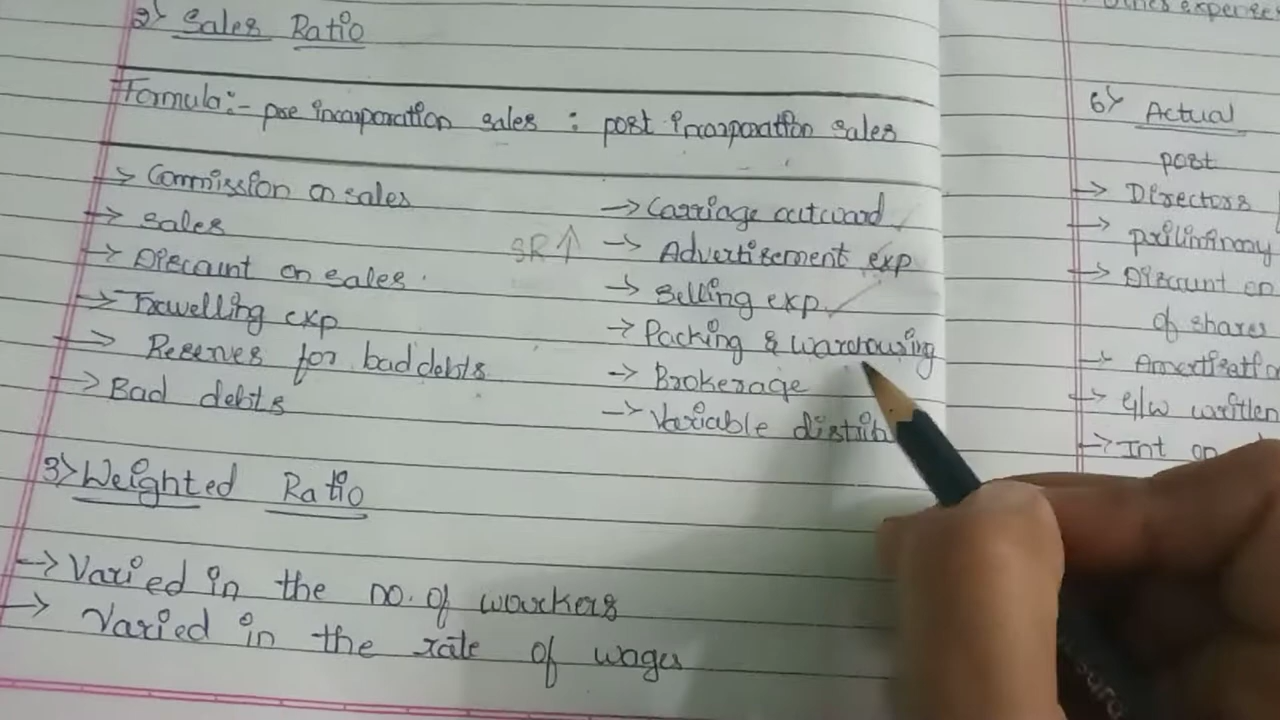 2) Sales Ratio
Formula:- pre incorporation sales : post incorporation sales
→ Commission on sales
→ Sales
→ Discount on sales.
→ Travelling exp
→ Reserves for bad debts
→ Bad debts
→ Carriage outward
SR↑ → Advertisement exp
→ Selling exp
→ Packing & warehousing
→ Brokerage
→ Variable distrib
3) Weighted Ratio
→ Varied in the no. of workers
→ Varied in the rate of wages
expenses
6) Actual
post
→ Directors
→ preliminary
→ Discount on
of shares
→ Amortisation
→ G/W written
→ Int on